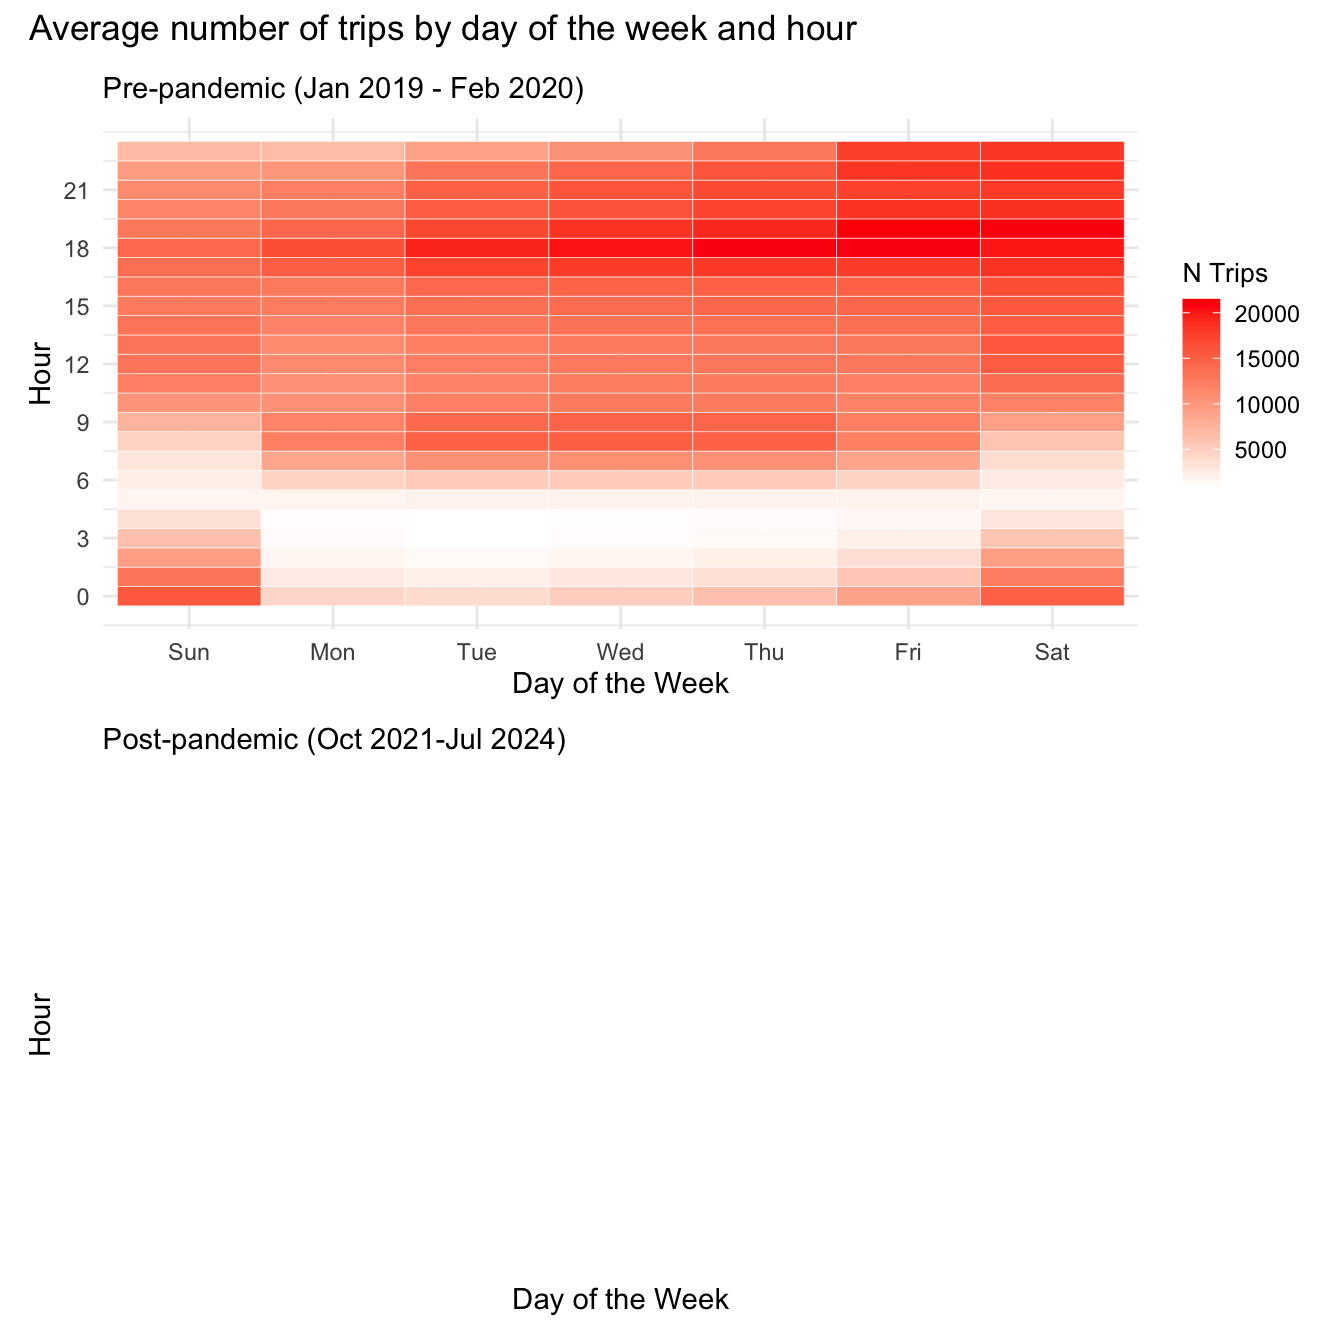 Average number of trips by day of the week and hour
Pre-pandemic (Jan 2019 - Feb 2020)
Hour
21
18
15
12
9
6
3
0
Sun Mon Tue Wed Thu Fri Sat
Day of the Week
N Trips
20000
15000
10000
5000
Post-pandemic (Oct 2021-Jul 2024)
Hour
Day of the Week